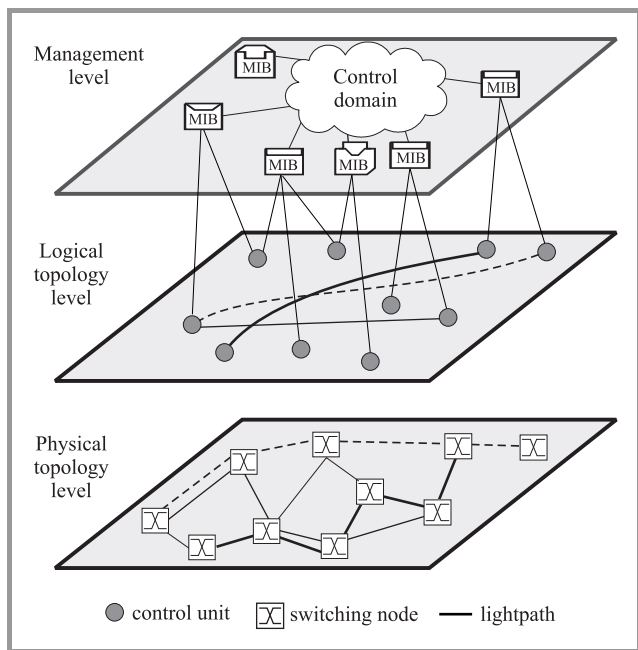 Management
level
MIB
Control
domain
MIB
MIB
MIB
MIB
MIB
Logical
topology
level
Physical
topology
level
control unit
switching node
lightpath